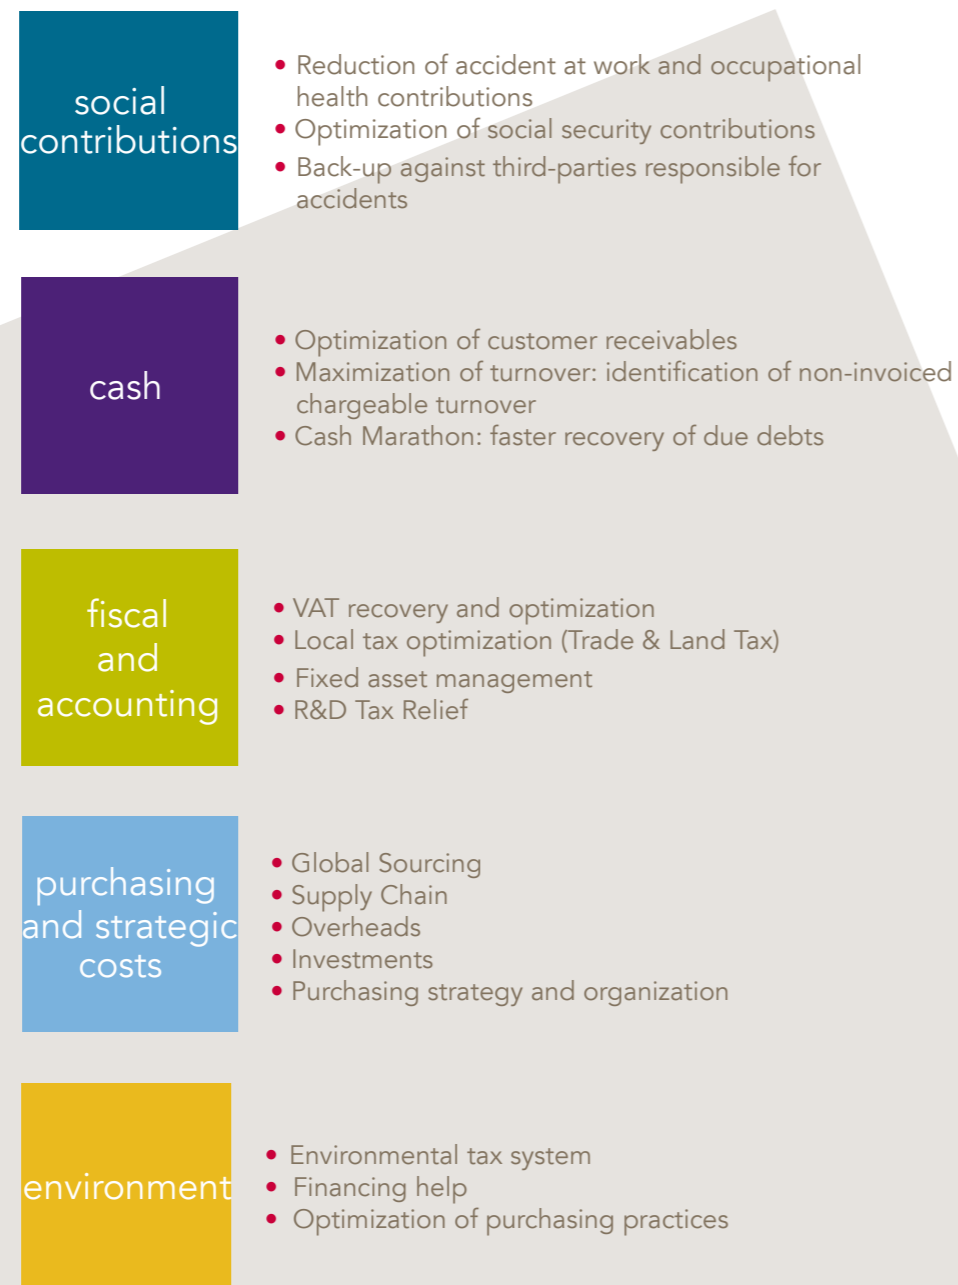 social
contributions
• Reduction of accident at work and occupational
health contributions
• Optimization of social security contributions
• Back-up against third-parties responsible for
accidents
cash
• Optimization of customer receivables
• Maximization of turnover: identification of non-invoiced
chargeable turnover
• Cash Marathon: faster recovery of due debts
fiscal
and
accounting
• VAT recovery and optimization
• Local tax optimization (Trade & Land Tax)
• Fixed asset management
• R&D Tax Relief
purchasing
and strategic
costs
• Global Sourcing
• Supply Chain
• Overheads
• Investments
• Purchasing strategy and organization
environment
• Environmental tax system
• Financing help
• Optimization of purchasing practices